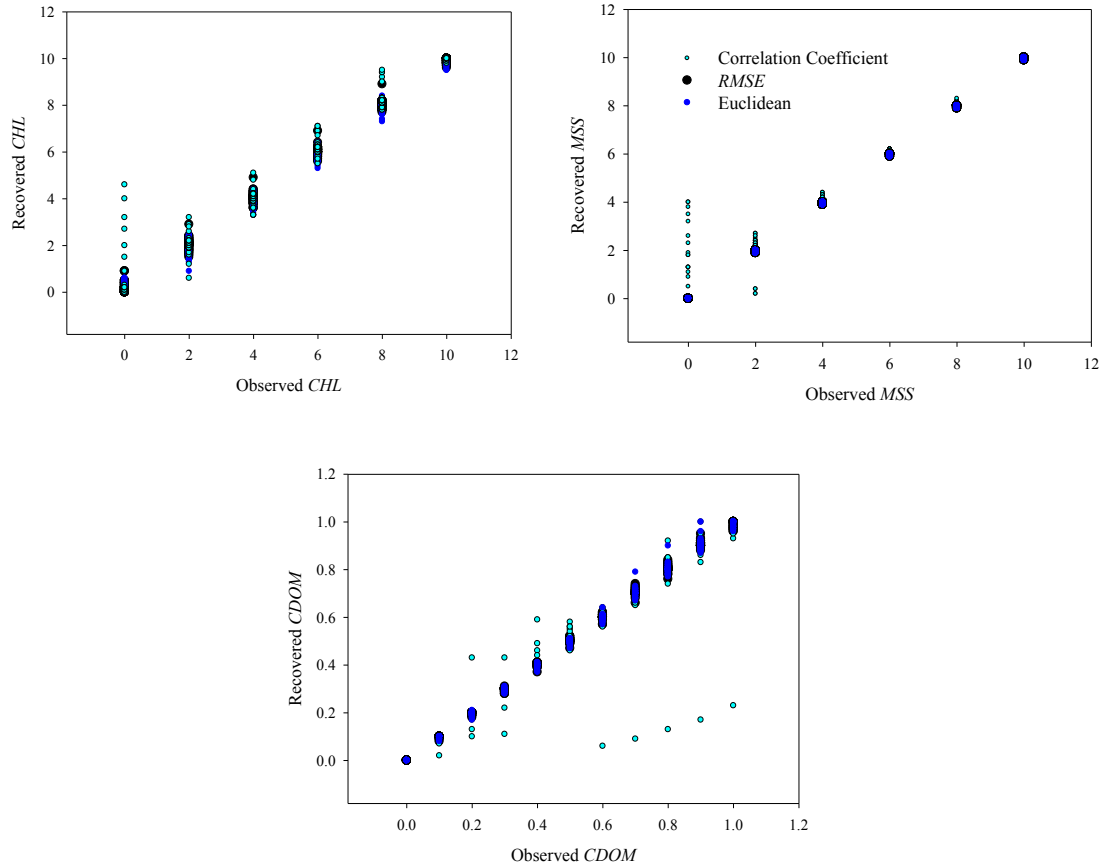 12
10
8
6
4
2
0
Recovered CHL
0 2 4 6 8 10 12
Observed CHL
12
10
8
6
4
2
0
Recovered MSS
Correlation Coefficient
RMSE
Euclidean
0 2 4 6 8 10 12
Observed MSS
1.2
1.0
0.8
0.6
0.4
0.2
0.0
Recovered CDOM
0.0 0.2 0.4 0.6 0.8 1.0 1.2
Observed CDOM